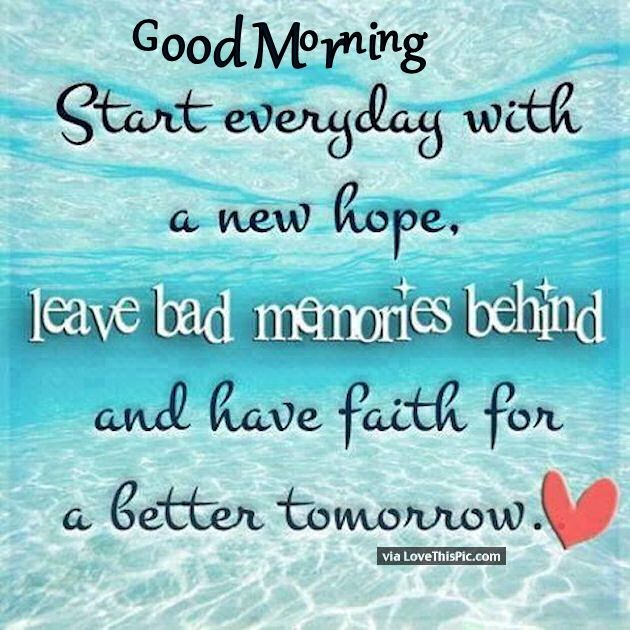 Good Morning
Start everyday with
a new hope,
leave bad memories behind
and have faith for
a better tomorrow.
via LoveThisPic.com